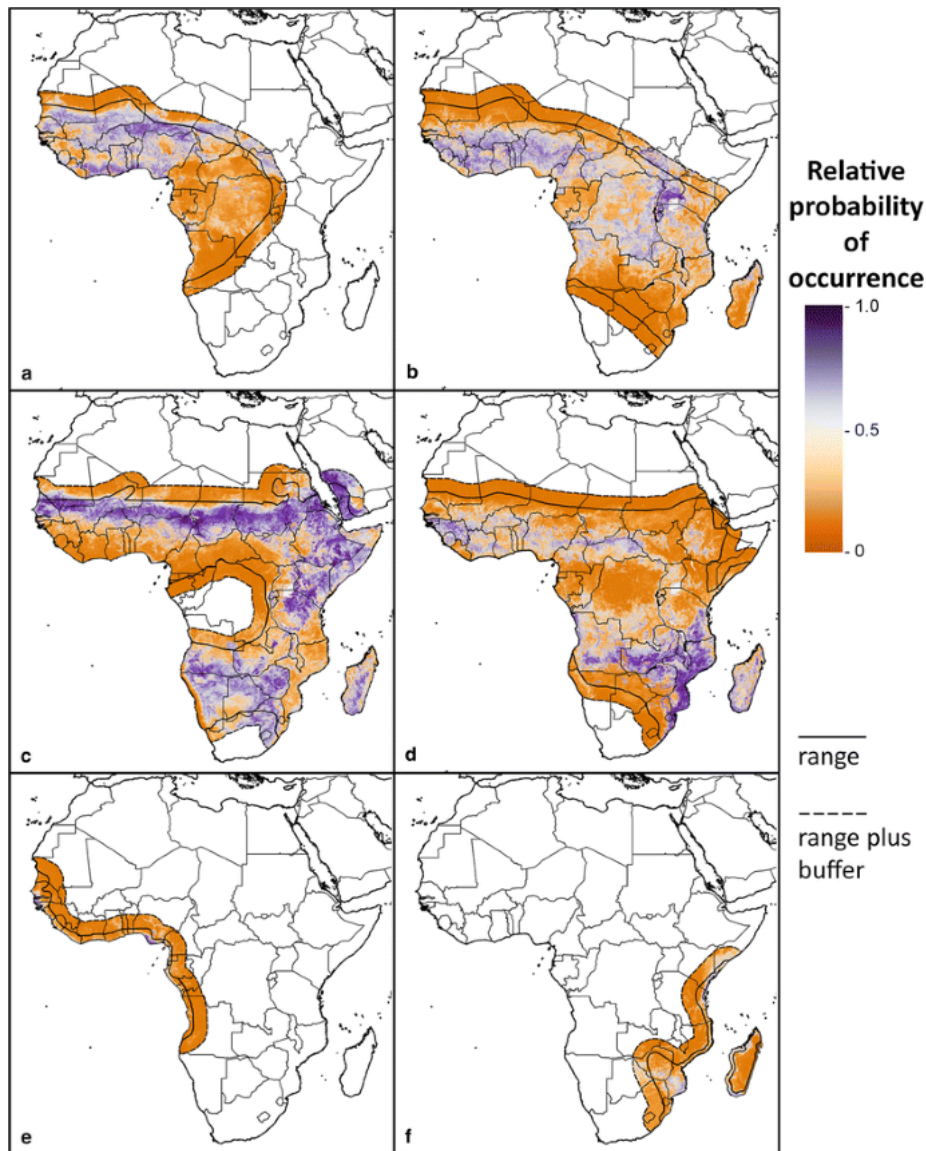 a
b
c
d
e
f
Relative
probability
of
occurrence
- 1.0
- 0.5
- 0
range
range plus
buffer